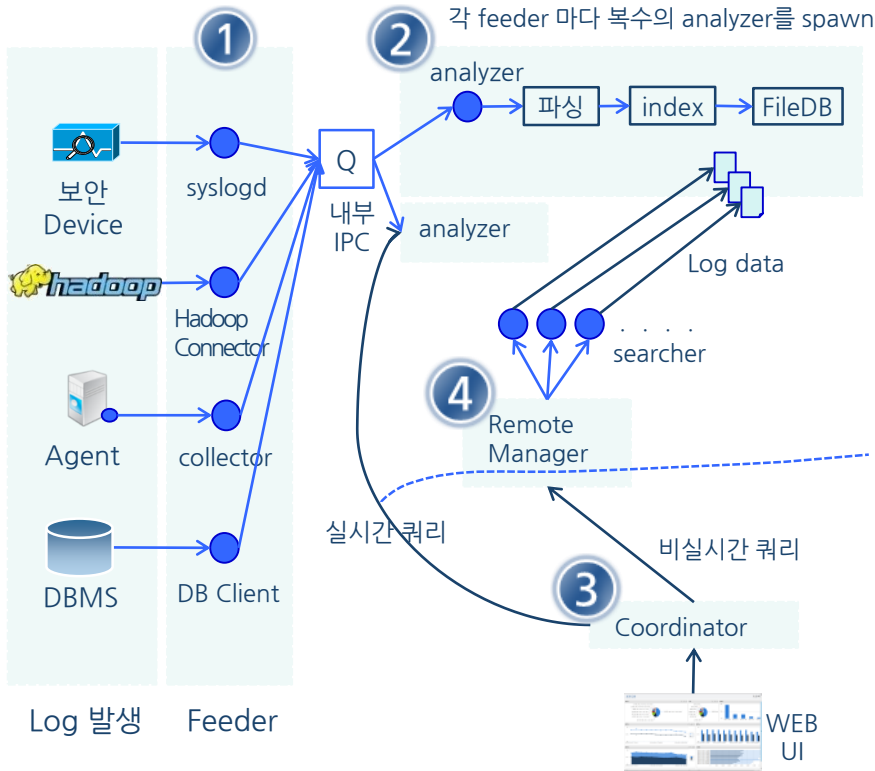 각 feeder 마다 복수의 analyzer를 spawn
1
2
analyzer
파싱
index
FileDB
보안
Device
syslogd
Q
내부
IPC
analyzer
Log data
hadoop
Hadoop
Connector
. . . .
searcher
4
Remote
Manager
Agent
collector
실시간 쿼리
비실시간 쿼리
DBMS
DB Client
3
Coordinator
Log 발생
Feeder
WEB
UI